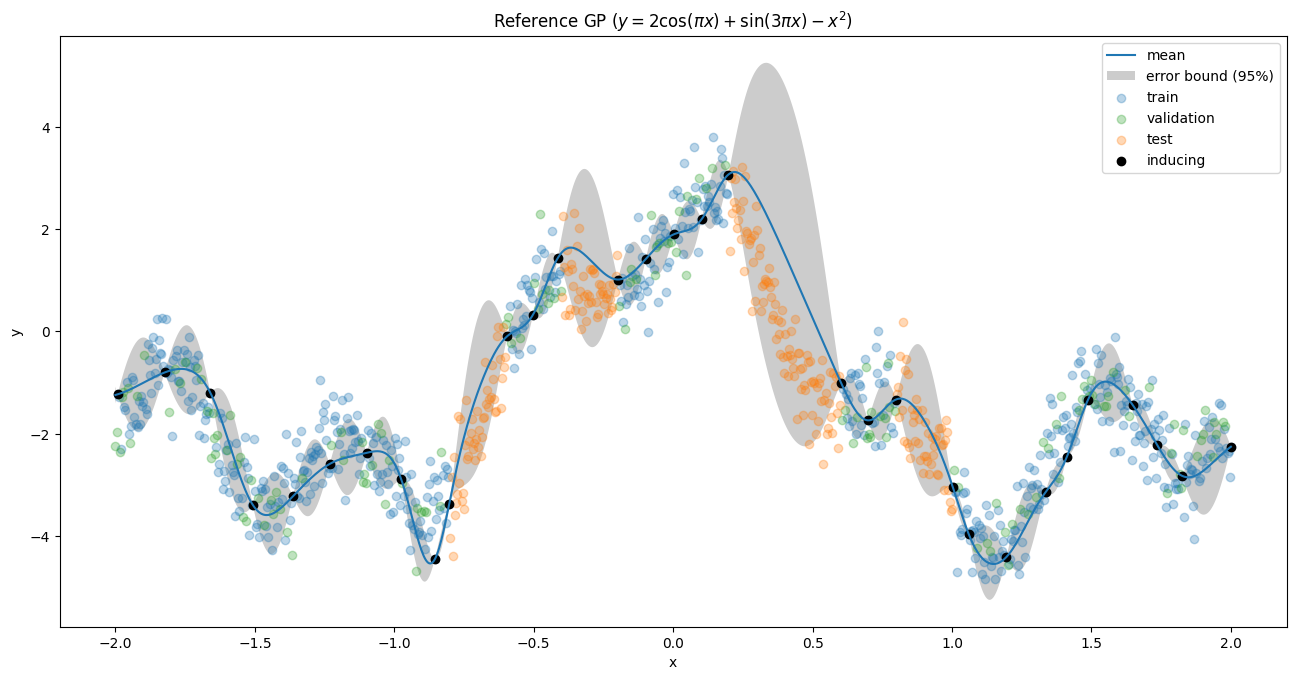 Reference GP (y = 2cos(πx) + sin(3πx) − x²)
mean
error bound (95%)
train
validation
test
inducing
y
4
2
0
−2
−4
−2.0 −1.5 −1.0 −0.5 0.0 0.5 1.0 1.5 2.0
x